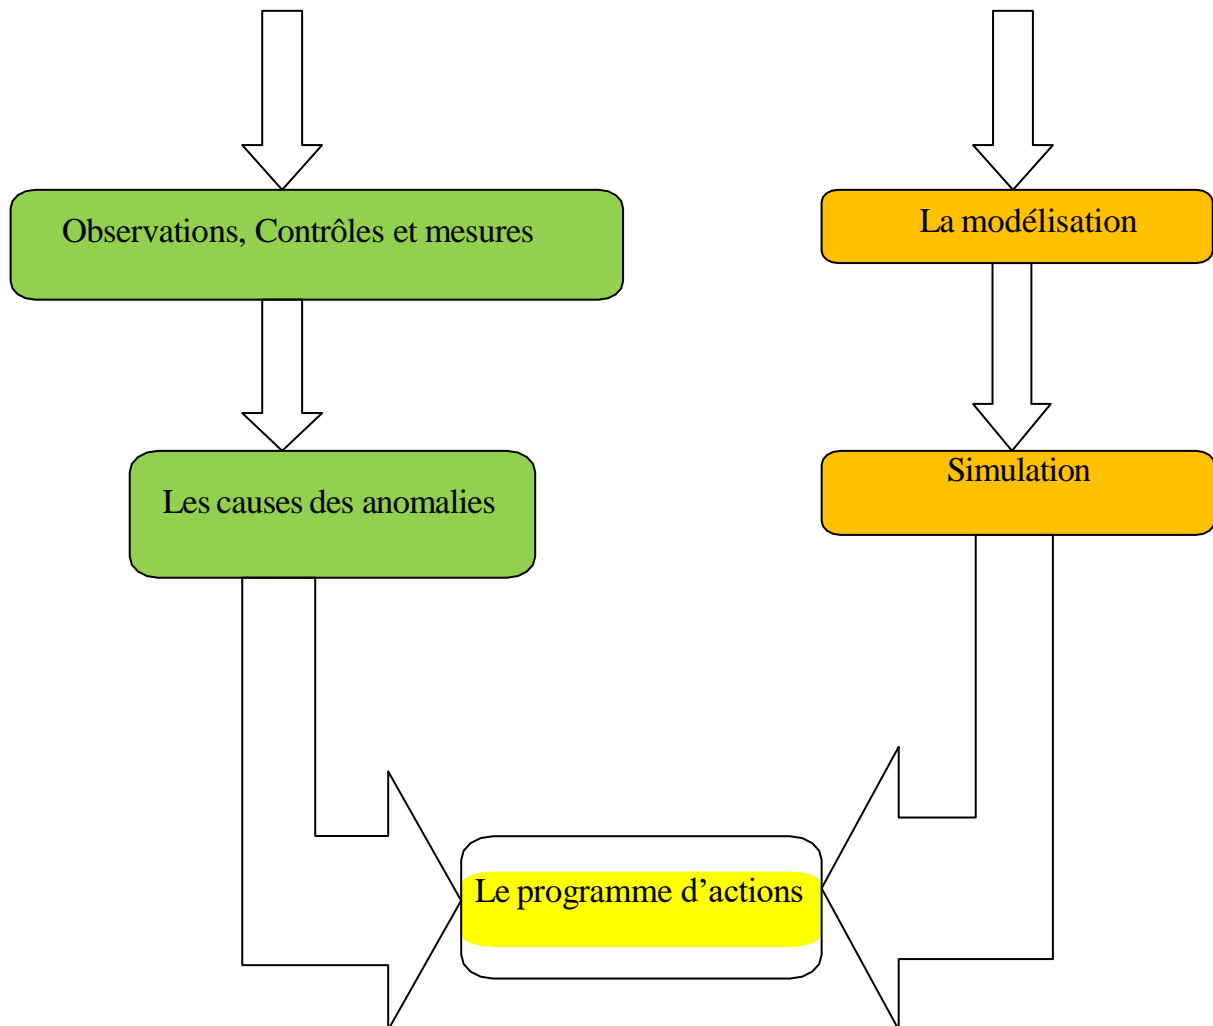 Observations, Contrôles et mesures
La modélisation
Les causes des anomalies
Simulation
Le programme d’actions